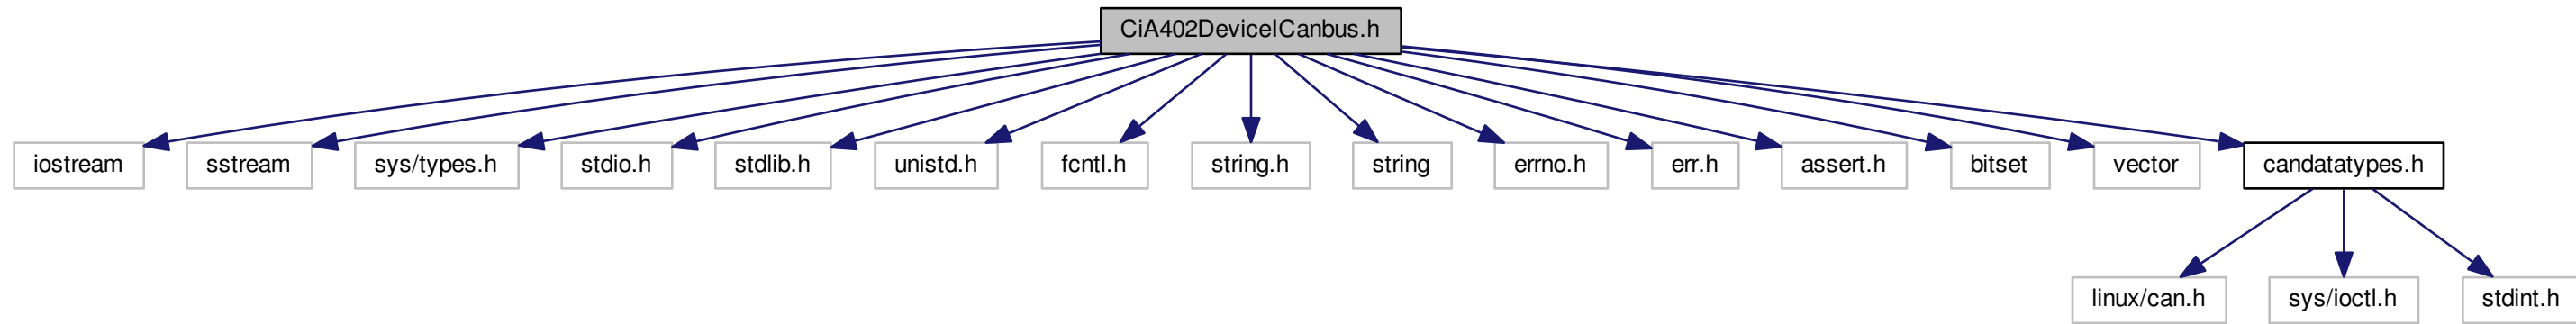 CiA402DeviceICanbus.h
iostream
sstream
sys/types.h
stdio.h
stdlib.h
unistd.h
fcntl.h
string.h
string
errno.h
err.h
assert.h
bitset
vector
candatatypes.h
linux/can.h
sys/ioctl.h
stdint.h